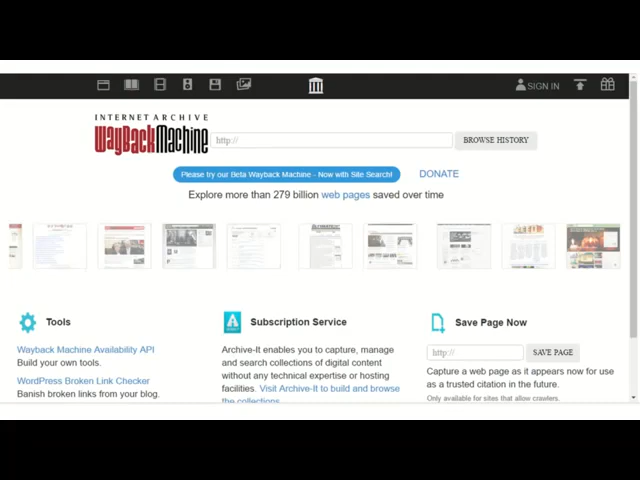 SIGN IN
INTERNET ARCHIVE
WayBackMachine
http://
BROWSE HISTORY
Please try our Beta Wayback Machine - Now with Site Search!
DONATE
Explore more than 279 billion web pages saved over time
Tools
Wayback Machine Availability API
Build your own tools.
WordPress Broken Link Checker
Banish broken links from your blog.
Subscription Service
Archive-It enables you to capture, manage
and search collections of digital content
without any technical expertise or hosting
facilities. Visit Archive-It to build and browse
the collections.
Save Page Now
http://
SAVE PAGE
Capture a web page as it appears now for use
as a trusted citation in the future.
Only available for sites that allow crawlers.